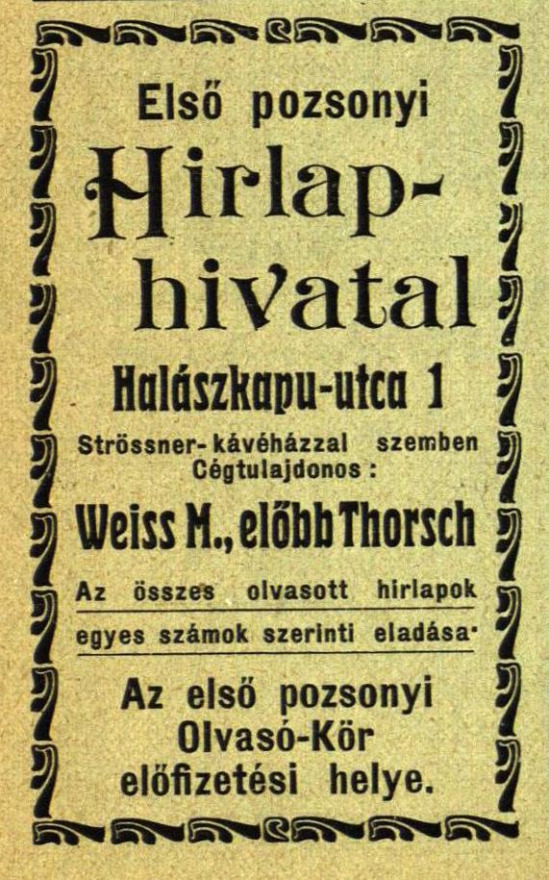 Első pozsonyi
Hirlap-
hivatal
Halászkapu-utca 1
Strössner-kávéházzal szemben
Cégtulajdonos :
Weiss M., előbb Thorsch
Az összes olvasott hirlapok
egyes számok szerinti eladása·
Az első pozsonyi
Olvasó-Kör
előfizetési helye.